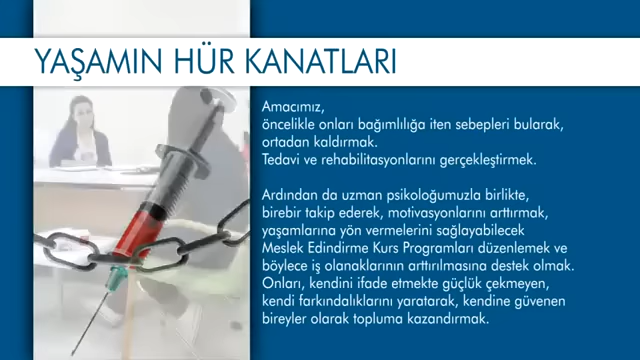 YAŞAMIN HÜR KANATLARI
Amacımız,
öncelikle onları bağımlılığa iten sebepleri bularak,
ortadan kaldırmak.
Tedavi ve rehabilitasyonlarını gerçekleştirmek.
Ardından da uzman psikoloğumuzla birlikte,
birebir takip ederek, motivasyonlarını arttırmak,
yaşamlarına yön vermelerini sağlayabilecek
Meslek Edindirme Kurs Programları düzenlemek ve
böylece iş olanaklarının arttırılmasına destek olmak.
Onları, kendini ifade etmekte güçlük çekmeyen,
kendi farkındalıklarını yaratarak, kendine güvenen
bireyler olarak topluma kazandırmak.